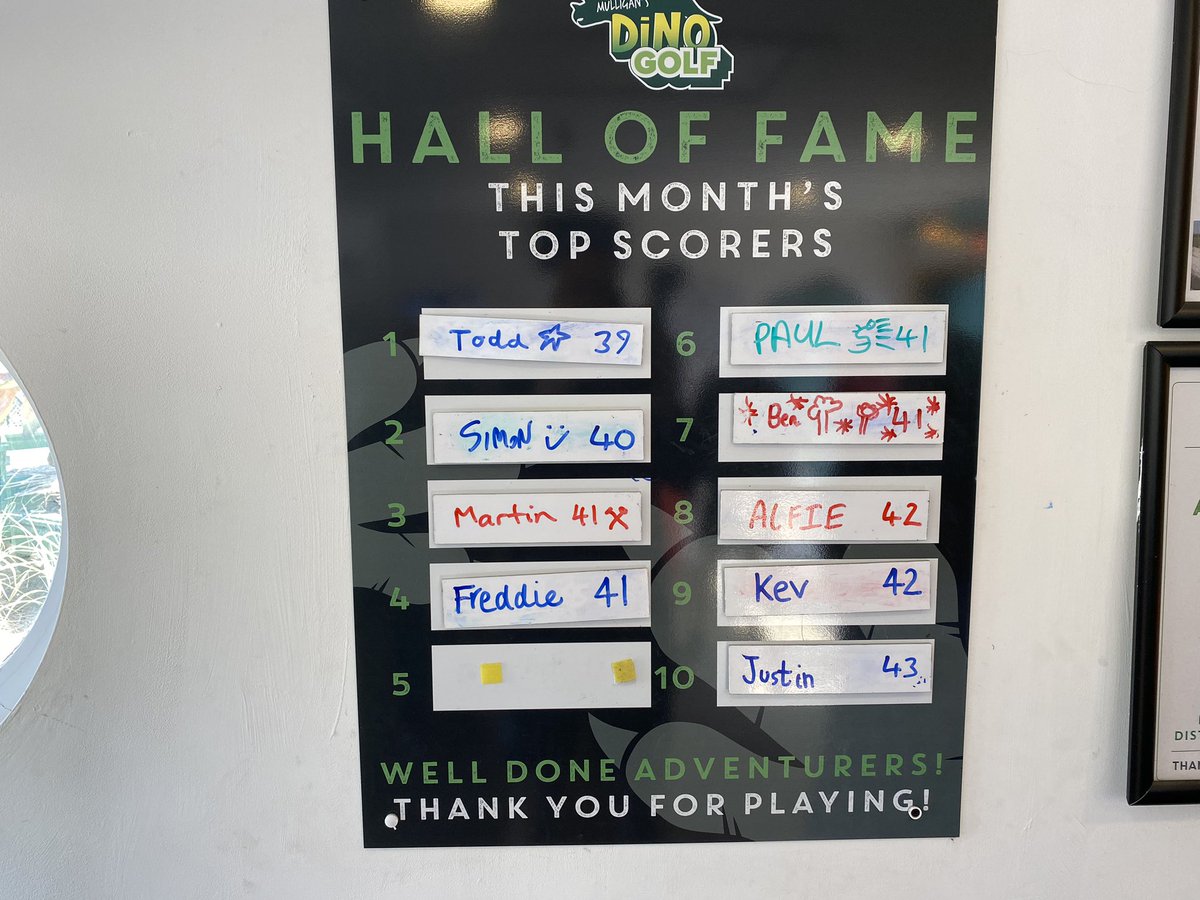 MULLIGAN'S
DiNO
GOLF
HALL OF FAME
THIS MONTH'S
TOP SCORERS
1 Todd 39
2 SiMoN 40
3 Martin 41
4 Freddie 41
5
6 PAUL 41
7 Ben 41
8 ALFIE 42
9 Kev 42
10 Justin 43
WELL DONE ADVENTURERS!
THANK YOU FOR PLAYING!
A
DIST
THAN